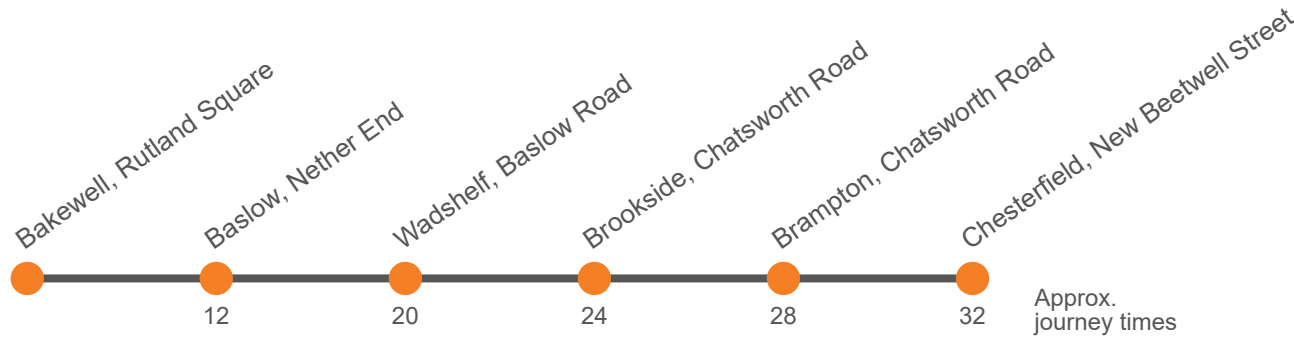 Bakewell, Rutland Square
Baslow, Nether End
Wadshelf, Baslow Road
Brookside, Chatsworth Road
Brampton, Chatsworth Road
Chesterfield, New Beetwell Street
12
20
24
28
32
Approx.
journey times